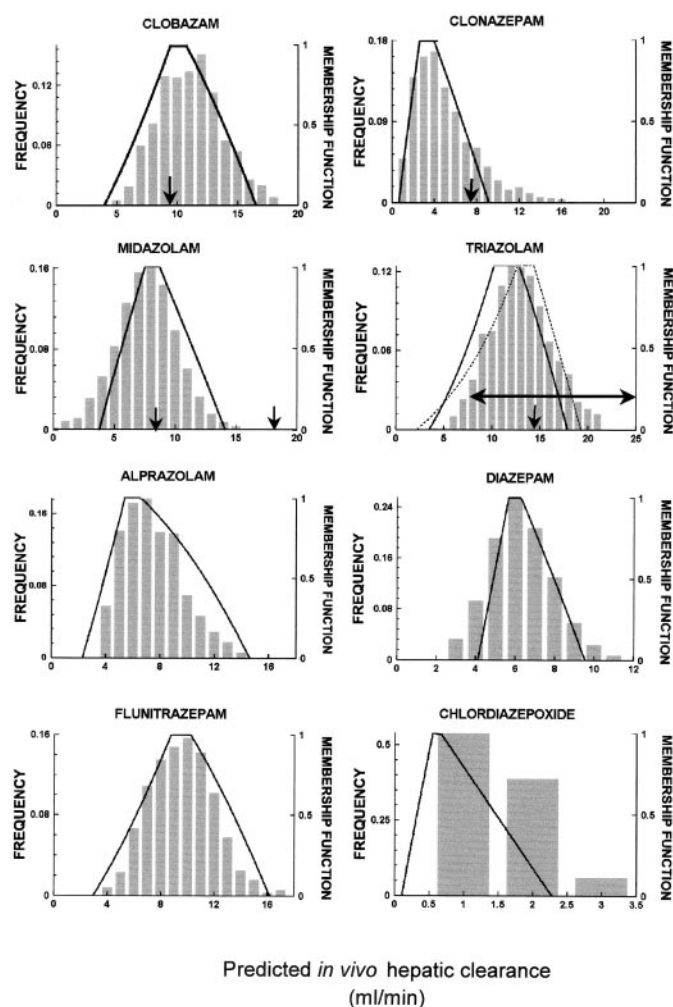 CLOBAZAM
FREQUENCY
0.12
0.08
0
0 5 10 15 20
1
0.5
0
MEMBERSHIP FUNCTION
CLONAZEPAM
FREQUENCY
0.18
0.09
0
0 4 8 12 16 20
1
0.5
0
MEMBERSHIP FUNCTION
MIDAZOLAM
FREQUENCY
0.16
0.08
0
0 5 10 15 20
1
0.5
0
MEMBERSHIP FUNCTION
TRIAZOLAM
FREQUENCY
0.12
0.06
0
0 5 10 15 20 25
1
0.5
0
MEMBERSHIP FUNCTION
ALPRAZOLAM
FREQUENCY
0.16
0.08
0
0 4 8 12 16
1
0.5
0
MEMBERSHIP FUNCTION
DIAZEPAM
FREQUENCY
0.24
0.16
0.08
0
0 2 4 6 8 10 12
1
0.5
0
MEMBERSHIP FUNCTION
FLUNITRAZEPAM
FREQUENCY
0.16
0.08
0
0 4 8 12 16
1
0.5
0
MEMBERSHIP FUNCTION
CHLORDIAZEPOXIDE
FREQUENCY
0.5
0.25
0
0 0.5 1 1.5 2 2.5 3 3.5
1
0.5
0
MEMBERSHIP FUNCTION
Predicted in vivo hepatic clearance
(ml/min)